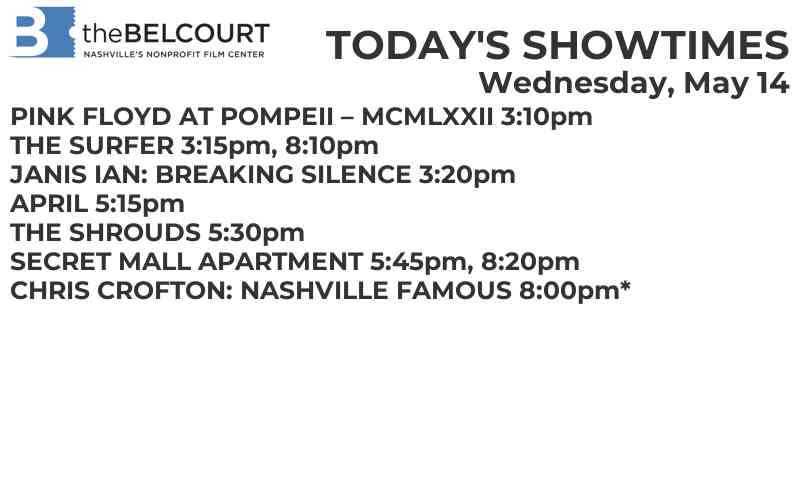 B theBELCOURT
NASHVILLE'S NONPROFIT FILM CENTER
TODAY'S SHOWTIMES
Wednesday, May 14
PINK FLOYD AT POMPEII – MCMLXXII 3:10pm
THE SURFER 3:15pm, 8:10pm
JANIS IAN: BREAKING SILENCE 3:20pm
APRIL 5:15pm
THE SHROUDS 5:30pm
SECRET MALL APARTMENT 5:45pm, 8:20pm
CHRIS CROFTON: NASHVILLE FAMOUS 8:00pm*